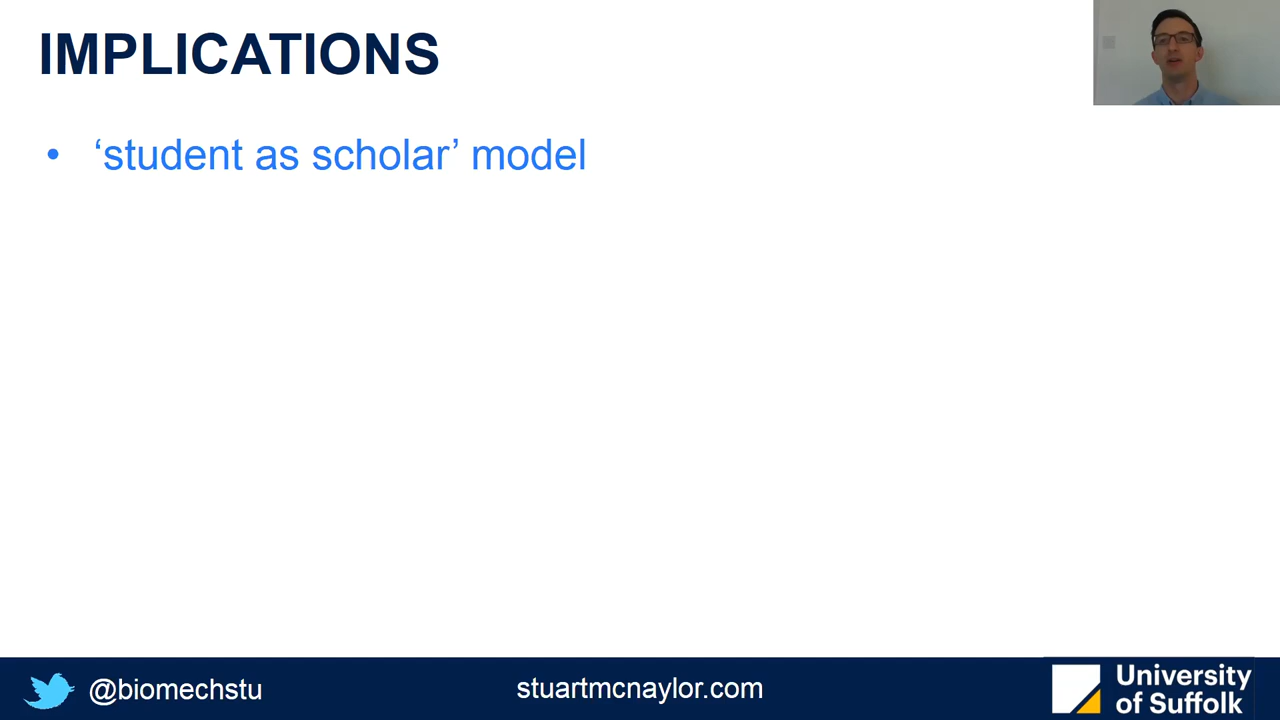 IMPLICATIONS
• ‘student as scholar’ model
@biomechstu
stuartmcnaylor.com
University
of Suffolk